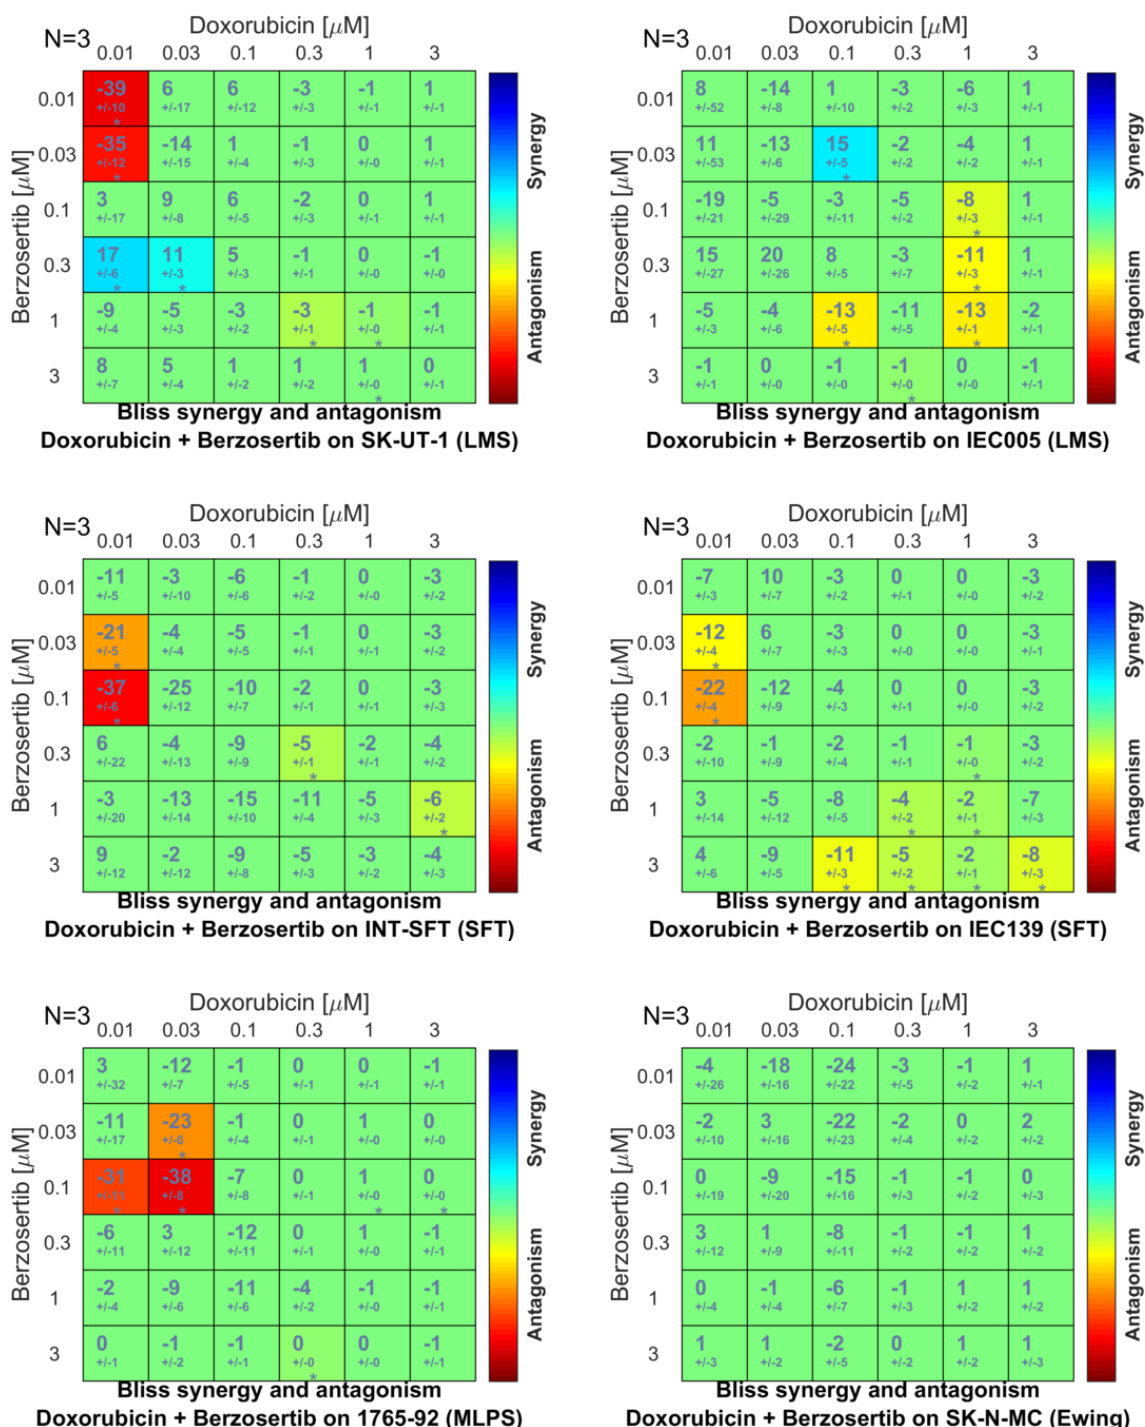 Doxorubicin [μM]
N=3
0.01 0.03 0.1 0.3 1 3
Berzosertib [μM]
0.01 -39 6 6 -3 -1 1
+/-10 +/-17 +/-12 +/-3 +/-1 +/-1
*
0.03 -35 -14 1 -1 0 1
+/-12 +/-15 +/-4 +/-3 +/-0 +/-1
*
0.1 3 9 6 -2 0 1
+/-17 +/-8 +/-5 +/-3 +/-1 +/-1
0.3 17 11 5 -1 0 -1
+/-6 +/-3 +/-3 +/-1 +/-0 +/-0
* *
1 -9 -5 -3 -3 -1 -1
+/-4 +/-3 +/-2 +/-1 +/-0 +/-1
* *
3 8 5 1 1 1 0
+/-7 +/-4 +/-2 +/-2 +/-0 +/-1
*
Synergy
Antagonism
Bliss synergy and antagonism
Doxorubicin + Berzosertib on SK-UT-1 (LMS)
Doxorubicin [μM]
N=3
0.01 0.03 0.1 0.3 1 3
Berzosertib [μM]
0.01 8 -14 1 -3 -6 1
+/-52 +/-8 +/-10 +/-2 +/-3 +/-1
0.03 11 -13 15 -2 -4 1
+/-53 +/-6 +/-5 +/-2 +/-2 +/-1
*
0.1 -19 -5 -3 -5 -8 1
+/-21 +/-29 +/-11 +/-2 +/-3 +/-1
*
0.3 15 20 8 -3 -11 1
+/-27 +/-26 +/-5 +/-7 +/-3 +/-1
*
1 -5 -4 -13 -11 -13 -2
+/-3 +/-6 +/-5 +/-5 +/-1 +/-1
* *
3 -1 0 -1 -1 0 -1
+/-1 +/-0 +/-0 +/-0 +/-0 +/-1
*
Synergy
Antagonism
Bliss synergy and antagonism
Doxorubicin + Berzosertib on IEC005 (LMS)
Doxorubicin [μM]
N=3
0.01 0.03 0.1 0.3 1 3
Berzosertib [μM]
0.01 -11 -3 -6 -1 0 -3
+/-5 +/-10 +/-6 +/-2 +/-0 +/-2
0.03 -21 -4 -5 -1 0 -3
+/-5 +/-4 +/-5 +/-1 +/-1 +/-2
*
0.1 -37 -25 -10 -2 0 -3
+/-6 +/-12 +/-7 +/-1 +/-1 +/-3
*
0.3 6 -4 -9 -5 -2 -4
+/-22 +/-13 +/-9 +/-1 +/-1 +/-2
*
1 -3 -13 -15 -11 -5 -6
+/-20 +/-14 +/-10 +/-4 +/-3 +/-2
*
3 9 -2 -9 -5 -3 -4
+/-12 +/-12 +/-8 +/-3 +/-2 +/-3
Synergy
Antagonism
Bliss synergy and antagonism
Doxorubicin + Berzosertib on INT-SFT (SFT)
Doxorubicin [μM]
N=3
0.01 0.03 0.1 0.3 1 3
Berzosertib [μM]
0.01 -7 10 -3 0 0 -3
+/-3 +/-7 +/-2 +/-1 +/-0 +/-2
0.03 -12 6 -3 0 0 -3
+/-4 +/-7 +/-3 +/-0 +/-0 +/-1
*
0.1 -22 -12 -4 0 0 -3
+/-4 +/-9 +/-3 +/-1 +/-0 +/-2
*
0.3 -2 -1 -2 -1 -1 -3
+/-10 +/-9 +/-4 +/-1 +/-0 +/-2
*
1 3 -5 -8 -4 -2 -7
+/-14 +/-12 +/-5 +/-2 +/-1 +/-3
* *
3 4 -9 -11 -5 -2 -8
+/-6 +/-5 +/-3 +/-2 +/-1 +/-3
* * * *
Synergy
Antagonism
Bliss synergy and antagonism
Doxorubicin + Berzosertib on IEC139 (SFT)
Doxorubicin [μM]
N=3
0.01 0.03 0.1 0.3 1 3
Berzosertib [μM]
0.01 3 -12 -1 0 0 -1
+/-32 +/-7 +/-5 +/-1 +/-1 +/-1
0.03 -11 -23 -1 0 1 0
+/-17 +/-6 +/-4 +/-1 +/-0 +/-0
*
0.1 -31 -38 -7 0 1 0
+/-11 +/-8 +/-8 +/-1 +/-0 +/-0
* * * *
0.3 -6 3 -12 0 1 -1
+/-11 +/-12 +/-11 +/-1 +/-0 +/-1
1 -2 -9 -11 -4 -1 -1
+/-4 +/-6 +/-6 +/-2 +/-0 +/-1
3 0 -1 -1 0 0 -1
+/-1 +/-2 +/-1 +/-0 +/-0 +/-1
*
Synergy
Antagonism
Bliss synergy and antagonism
Doxorubicin + Berzosertib on 1765-92 (MLPS)
Doxorubicin [μM]
N=3
0.01 0.03 0.1 0.3 1 3
Berzosertib [μM]
0.01 -4 -18 -24 -3 -1 1
+/-26 +/-16 +/-22 +/-5 +/-2 +/-1
0.03 -2 3 -22 -2 0 2
+/-10 +/-16 +/-23 +/-4 +/-2 +/-2
0.1 0 -9 -15 -1 -1 0
+/-19 +/-20 +/-16 +/-3 +/-2 +/-3
0.3 3 1 -8 -1 -1 1
+/-12 +/-9 +/-11 +/-2 +/-2 +/-2
1 0 -1 -6 -1 1 1
+/-4 +/-4 +/-7 +/-3 +/-2 +/-2
3 1 1 -2 0 1 1
+/-3 +/-2 +/-5 +/-2 +/-2 +/-3
Synergy
Antagonism
Bliss synergy and antagonism
Doxorubicin + Berzosertib on SK-N-MC (Ewing)